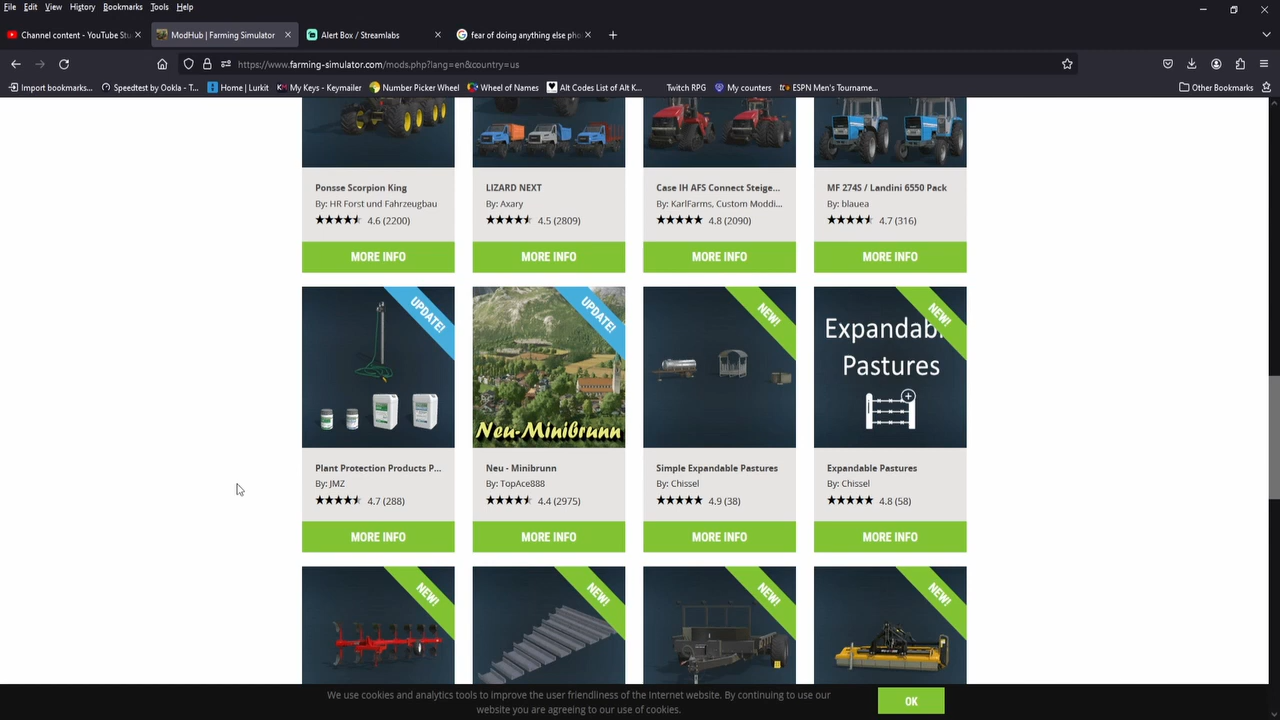 File Edit View History Bookmarks Tools Help
Channel content - YouTube Stu
ModHub | Farming Simulator
Alert Box / Streamlabs
fear of doing anything else pho
https://www.farming-simulator.com/mods.php?lang=en&country=us
Import bookmarks... Speedtest by Ookla - T... Home | Lurkit My Keys - Keymailer Number Picker Wheel Wheel of Names Alt Codes List of Alt K... Twitch RPG My counters ESPN Men's Tourname... Other Bookmarks
Ponsse Scorpion King
By: HR Forst und Fahrzeugbau
4.6 (2200)
MORE INFO
LIZARD NEXT
By: Axary
4.5 (2809)
MORE INFO
Case IH AFS Connect Steige...
By: KarlFarms, Custom Moddi...
4.8 (2090)
MORE INFO
MF 274S / Landini 6550 Pack
By: blauea
4.7 (316)
MORE INFO
UPDATE!
Plant Protection Products P...
By: JMZ
4.7 (288)
MORE INFO
UPDATE!
Neu-Minibrunn
Neu - Minibrunn
By: TopAce888
4.4 (2975)
MORE INFO
NEW!
Simple Expandable Pastures
By: Chissel
4.9 (38)
MORE INFO
NEW!
Expandabl
Pastures
Expandable Pastures
By: Chissel
4.8 (58)
MORE INFO
NEW!
NEW!
NEW!
NEW!
We use cookies and analytics tools to improve the user friendliness of the Internet website. By continuing to use our
website you are agreeing to our use of cookies.
OK